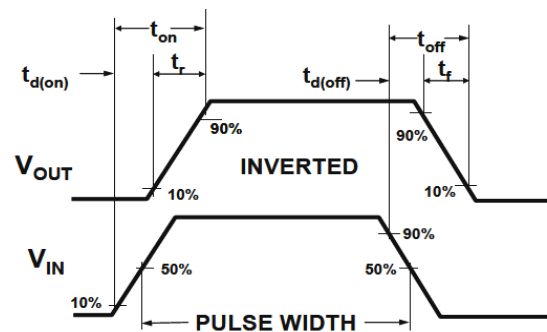 ton toff
td(on) tr td(off) tf
90% 90%
VOUT INVERTED
10% 10%
90%
VIN 50% 50%
10%
PULSE WIDTH